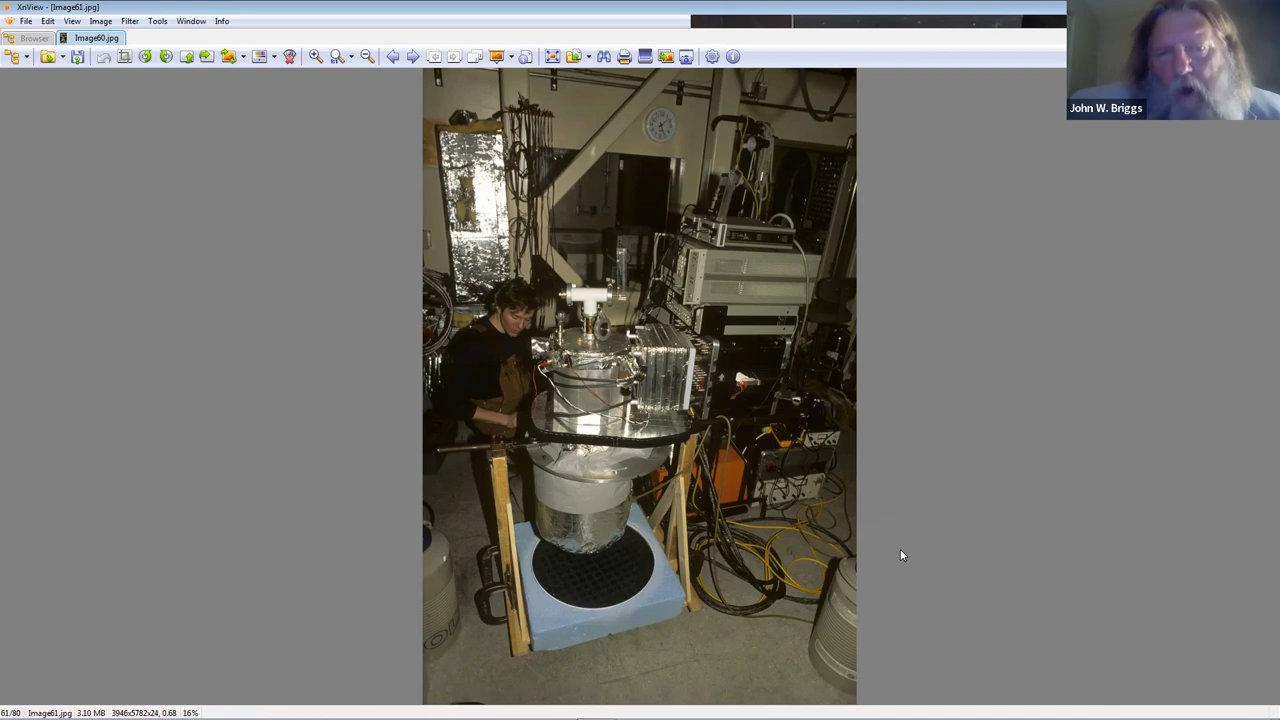 XnView - [Image61.jpg]
File Edit View Image Filter Tools Window Info
Browser Image60.jpg
John W. Briggs
61/80 Image61.jpg 3.10 MB 3946x5782x24, 0.68 16%